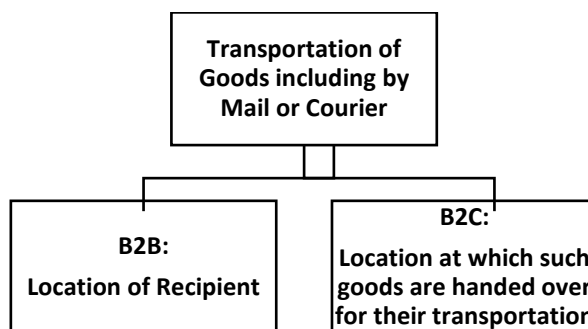 Transportation of
Goods including by
Mail or Courier
B2B:
Location of Recipient
B2C:
Location at which such
goods are handed over
for their transportation